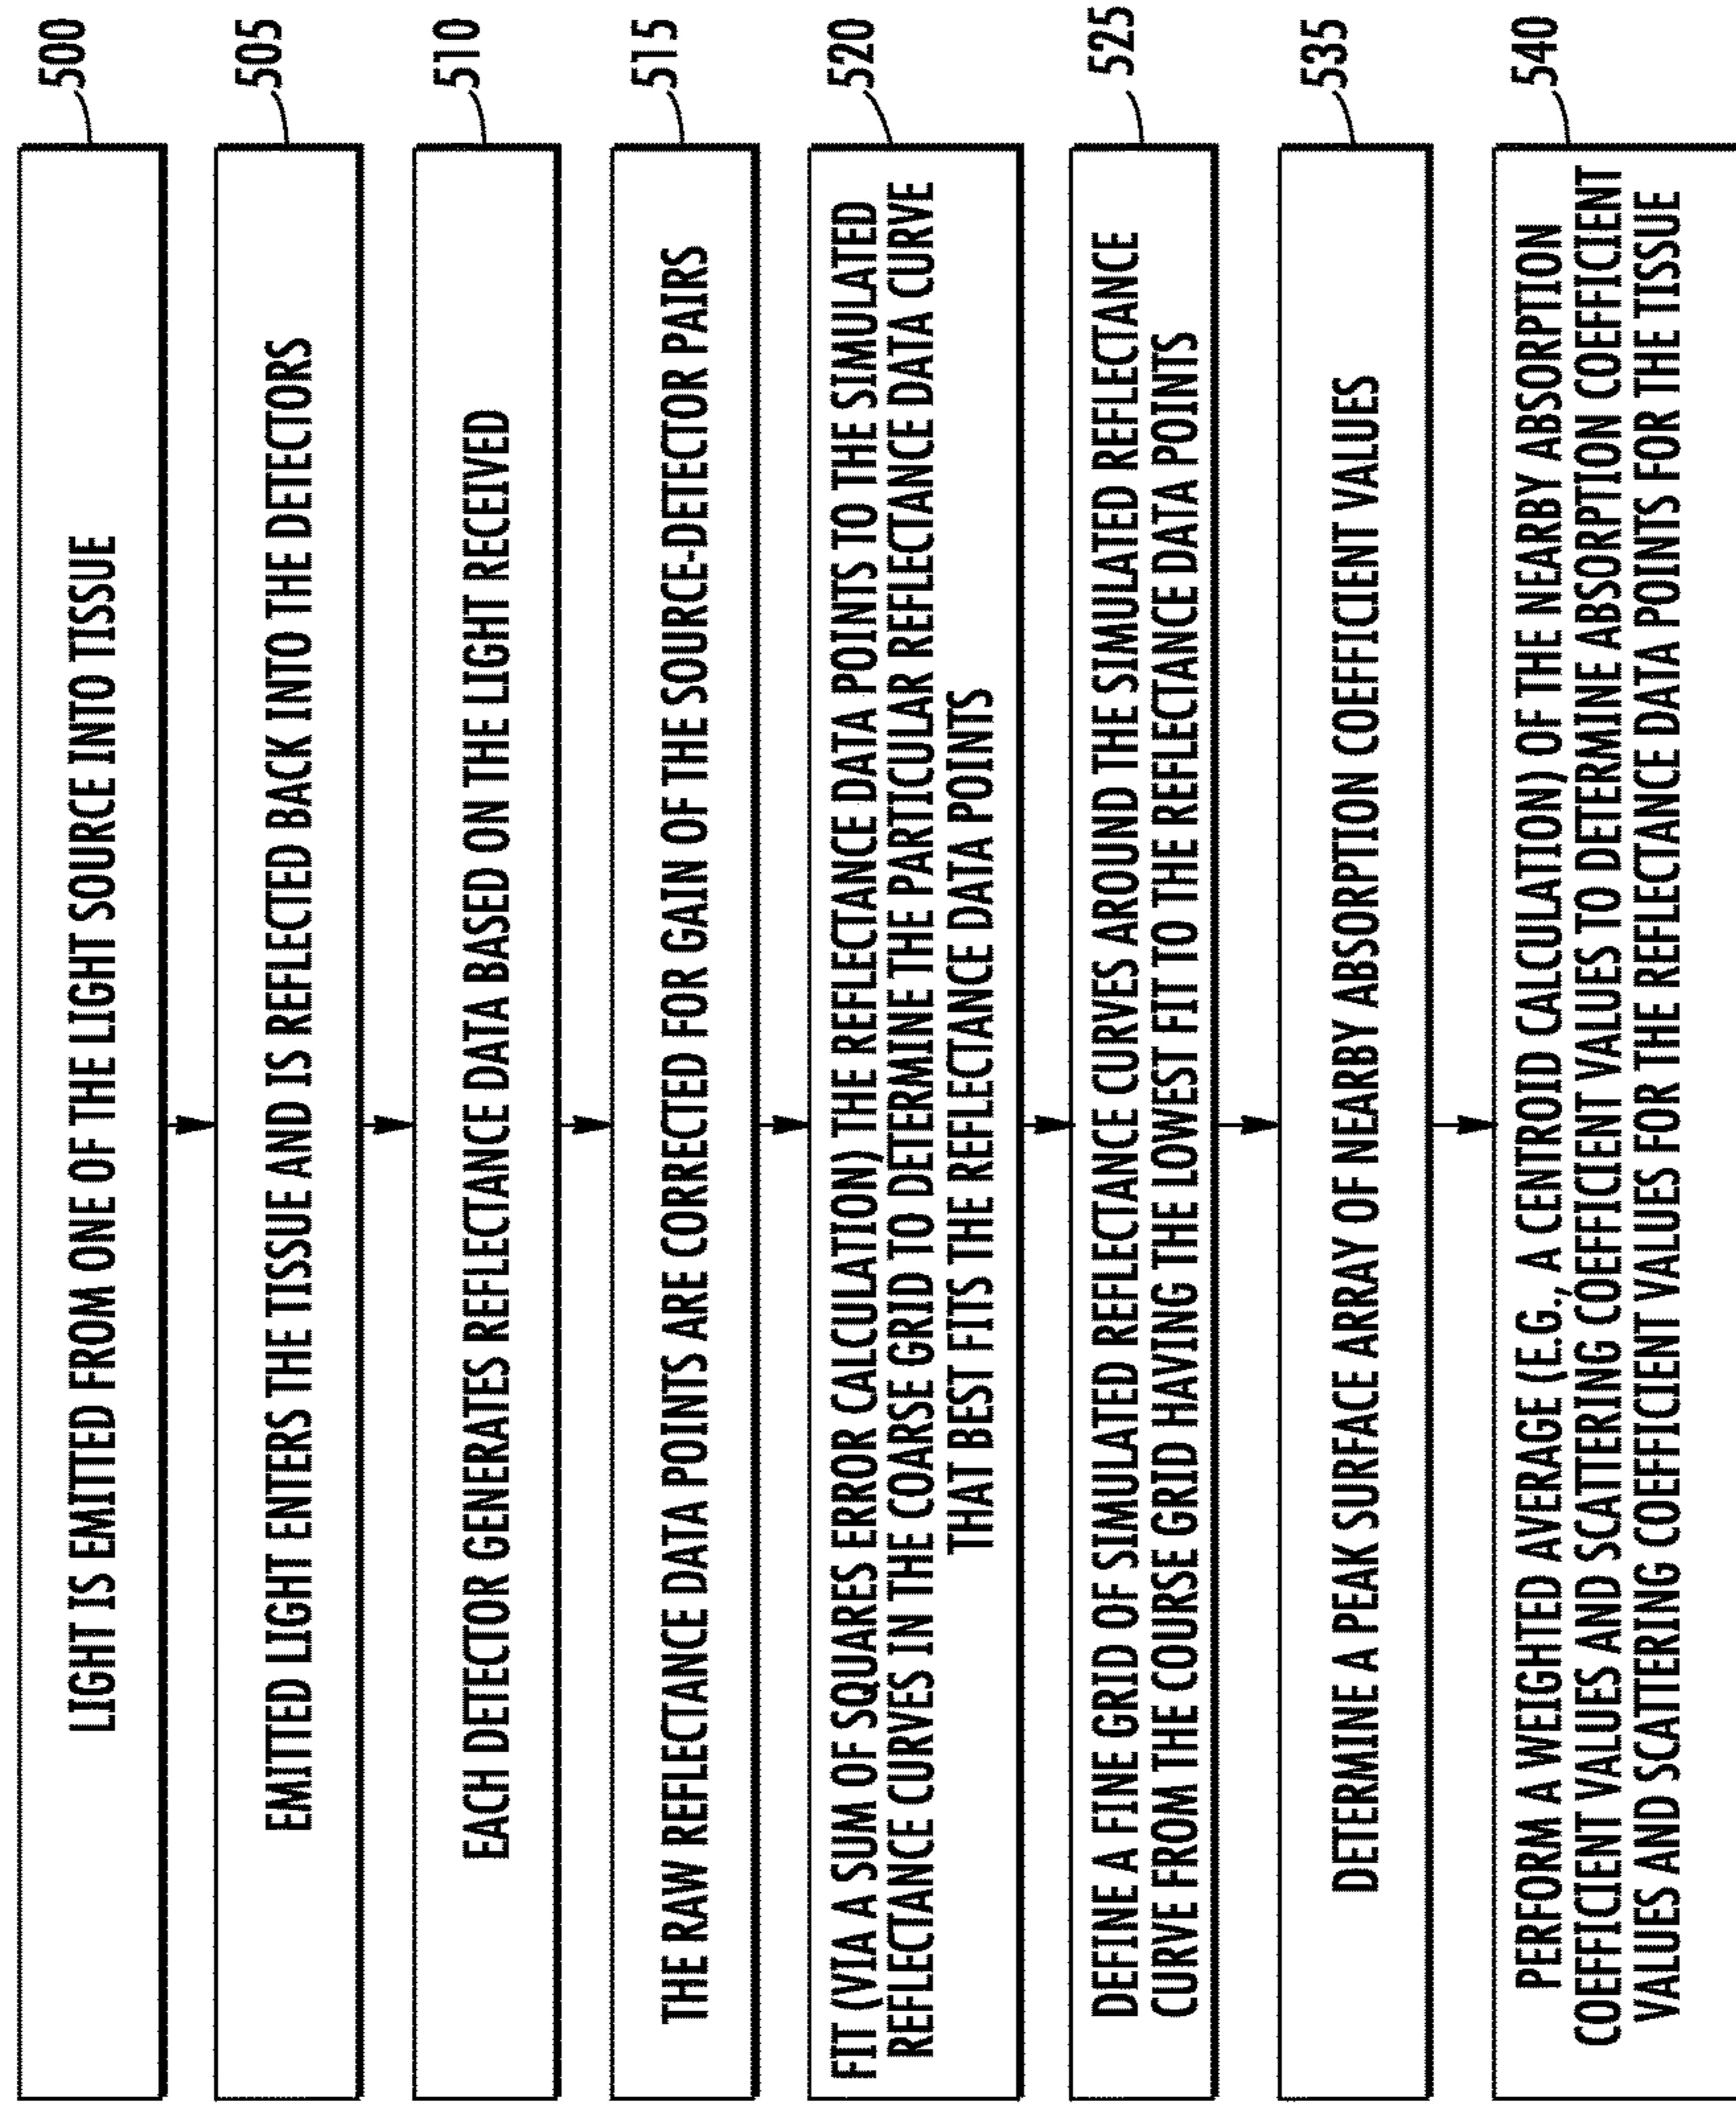 LIGHT IS EMITTED FROM ONE OF THE LIGHT SOURCE INTO TISSUE
500
EMITTED LIGHT ENTERS THE TISSUE AND IS REFLECTED BACK INTO THE DETECTORS
505
EACH DETECTOR GENERATES REFLECTANCE DATA BASED ON THE LIGHT RECEIVED
510
THE RAW REFLECTANCE DATA POINTS ARE CORRECTED FOR GAIN OF THE SOURCE-DETECTOR PAIRS
515
FIT (VIA A SUM OF SQUARES ERROR CALCULATION) THE REFLECTANCE DATA POINTS TO THE SIMULATED
REFLECTANCE CURVES IN THE COARSE GRID TO DETERMINE THE PARTICULAR REFLECTANCE DATA CURVE
THAT BEST FITS THE REFLECTANCE DATA POINTS
520
DEFINE A FINE GRID OF SIMULATED REFLECTANCE CURVES AROUND THE SIMULATED REFLECTANCE
CURVE FROM THE COURSE GRID HAVING THE LOWEST FIT TO THE REFLECTANCE DATA POINTS
525
DETERMINE A PEAK SURFACE ARRAY OF NEARBY ABSORPTION COEFFICIENT VALUES
535
PERFORM A WEIGHTED AVERAGE (E.G., A CENTROID CALCULATION) OF THE NEARBY ABSORPTION
COEFFICIENT VALUES AND SCATTERING COEFFICIENT VALUES TO DETERMINE ABSORPTION COEFFICIENT
VALUES AND SCATTERING COEFFICIENT VALUES FOR THE REFLECTANCE DATA POINTS FOR THE TISSUE
540